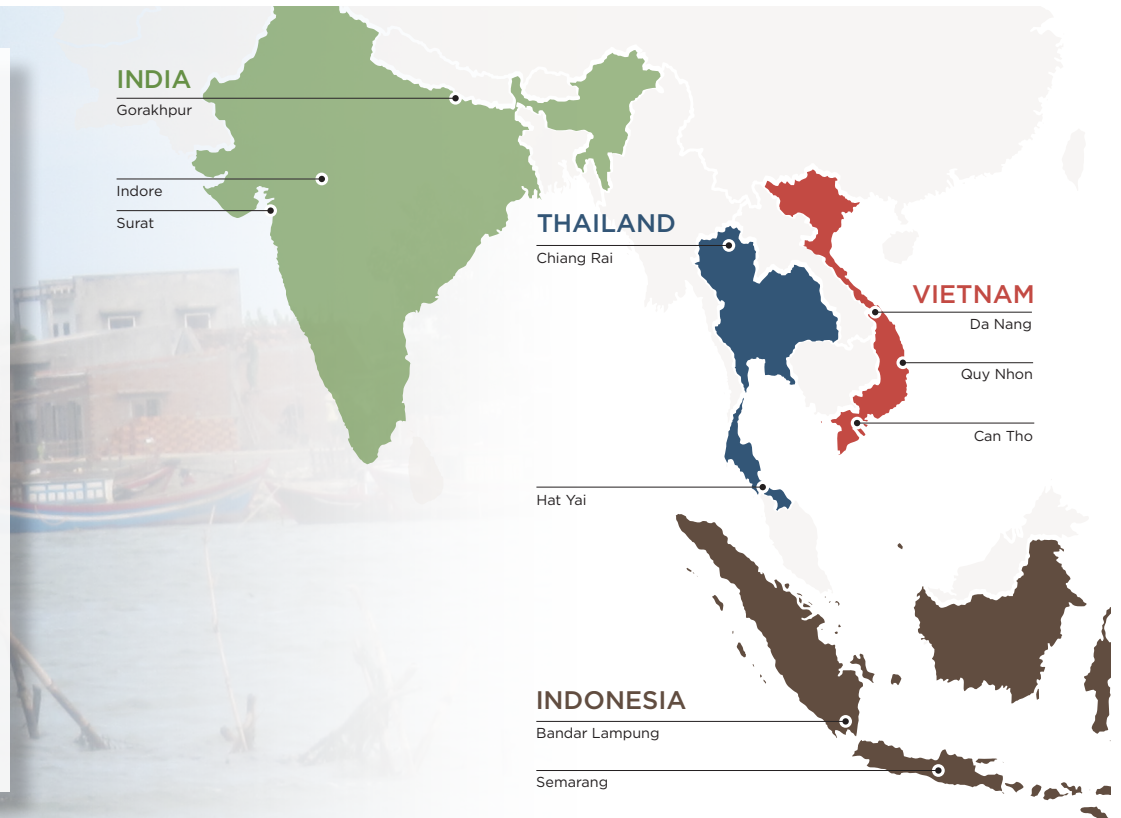 INDIA
Gorakhpur
Indore
Surat
THAILAND
Chiang Rai
Hat Yai
VIETNAM
Da Nang
Quy Nhon
Can Tho
INDONESIA
Bandar Lampung
Semarang